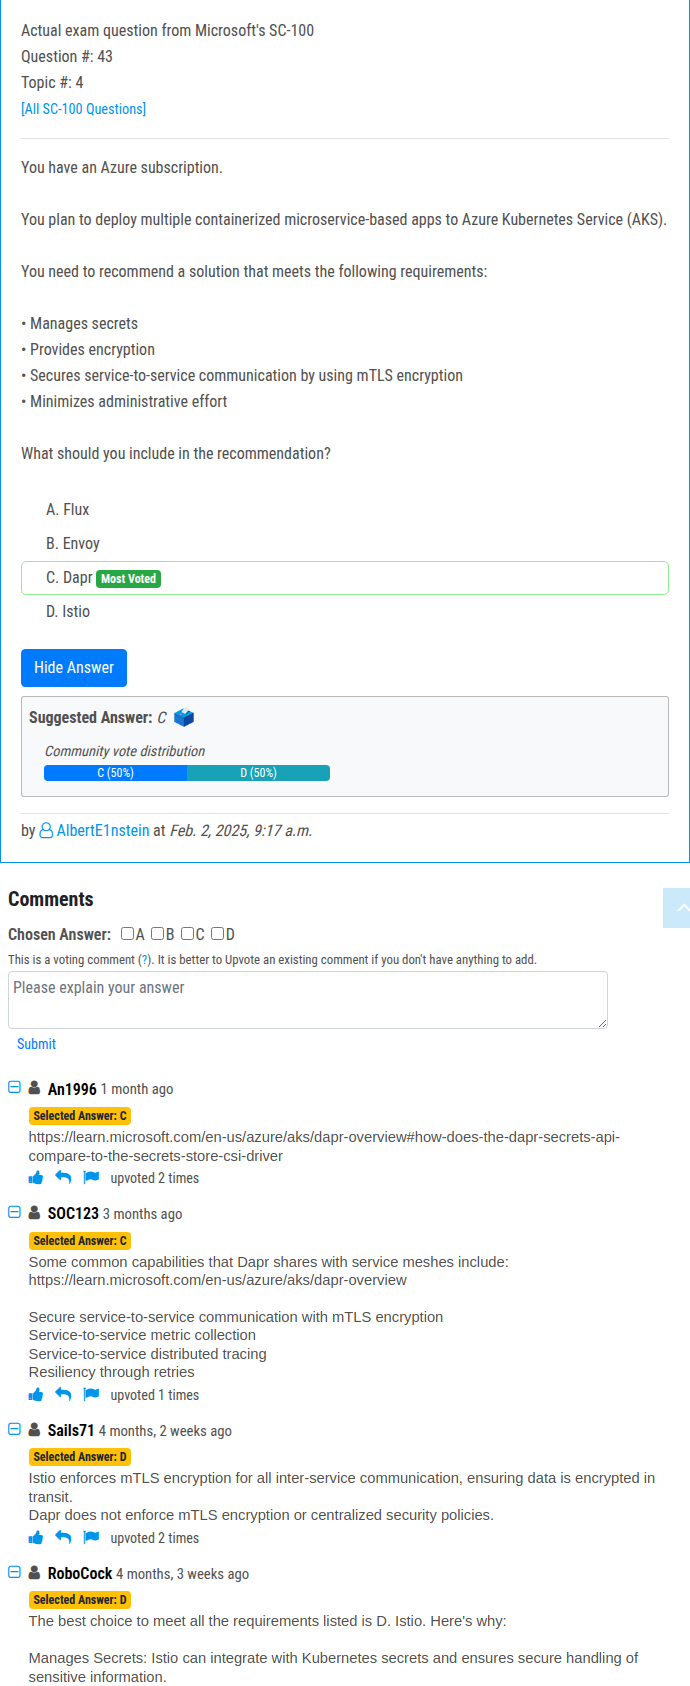 Actual exam question from Microsoft's SC-100
Question #: 43
Topic #: 4
[All SC-100 Questions]
You have an Azure subscription.
You plan to deploy multiple containerized microservice-based apps to Azure Kubernetes Service (AKS).
You need to recommend a solution that meets the following requirements:
• Manages secrets
• Provides encryption
• Secures service-to-service communication by using mTLS encryption
• Minimizes administrative effort
What should you include in the recommendation?
A. Flux
B. Envoy
C. Dapr Most Voted
D. Istio
Hide Answer
Suggested Answer: C
Community vote distribution
C (50%) D (50%)
by AlbertE1nstein at Feb. 2, 2025, 9:17 a.m.
Comments
Chosen Answer: A B C D
This is a voting comment (?). It is better to Upvote an existing comment if you don't have anything to add.
Please explain your answer
Submit
An1996 1 month ago
Selected Answer: C
https://learn.microsoft.com/en-us/azure/aks/dapr-overview#how-does-the-dapr-secrets-api-
compare-to-the-secrets-store-csi-driver
upvoted 2 times
SOC123 3 months ago
Selected Answer: C
Some common capabilities that Dapr shares with service meshes include:
https://learn.microsoft.com/en-us/azure/aks/dapr-overview
Secure service-to-service communication with mTLS encryption
Service-to-service metric collection
Service-to-service distributed tracing
Resiliency through retries
upvoted 1 times
Sails71 4 months, 2 weeks ago
Selected Answer: D
Istio enforces mTLS encryption for all inter-service communication, ensuring data is encrypted in
transit.
Dapr does not enforce mTLS encryption or centralized security policies.
upvoted 2 times
RoboCock 4 months, 3 weeks ago
Selected Answer: D
The best choice to meet all the requirements listed is D. Istio. Here's why:
Manages Secrets: Istio can integrate with Kubernetes secrets and ensures secure handling of
sensitive information.